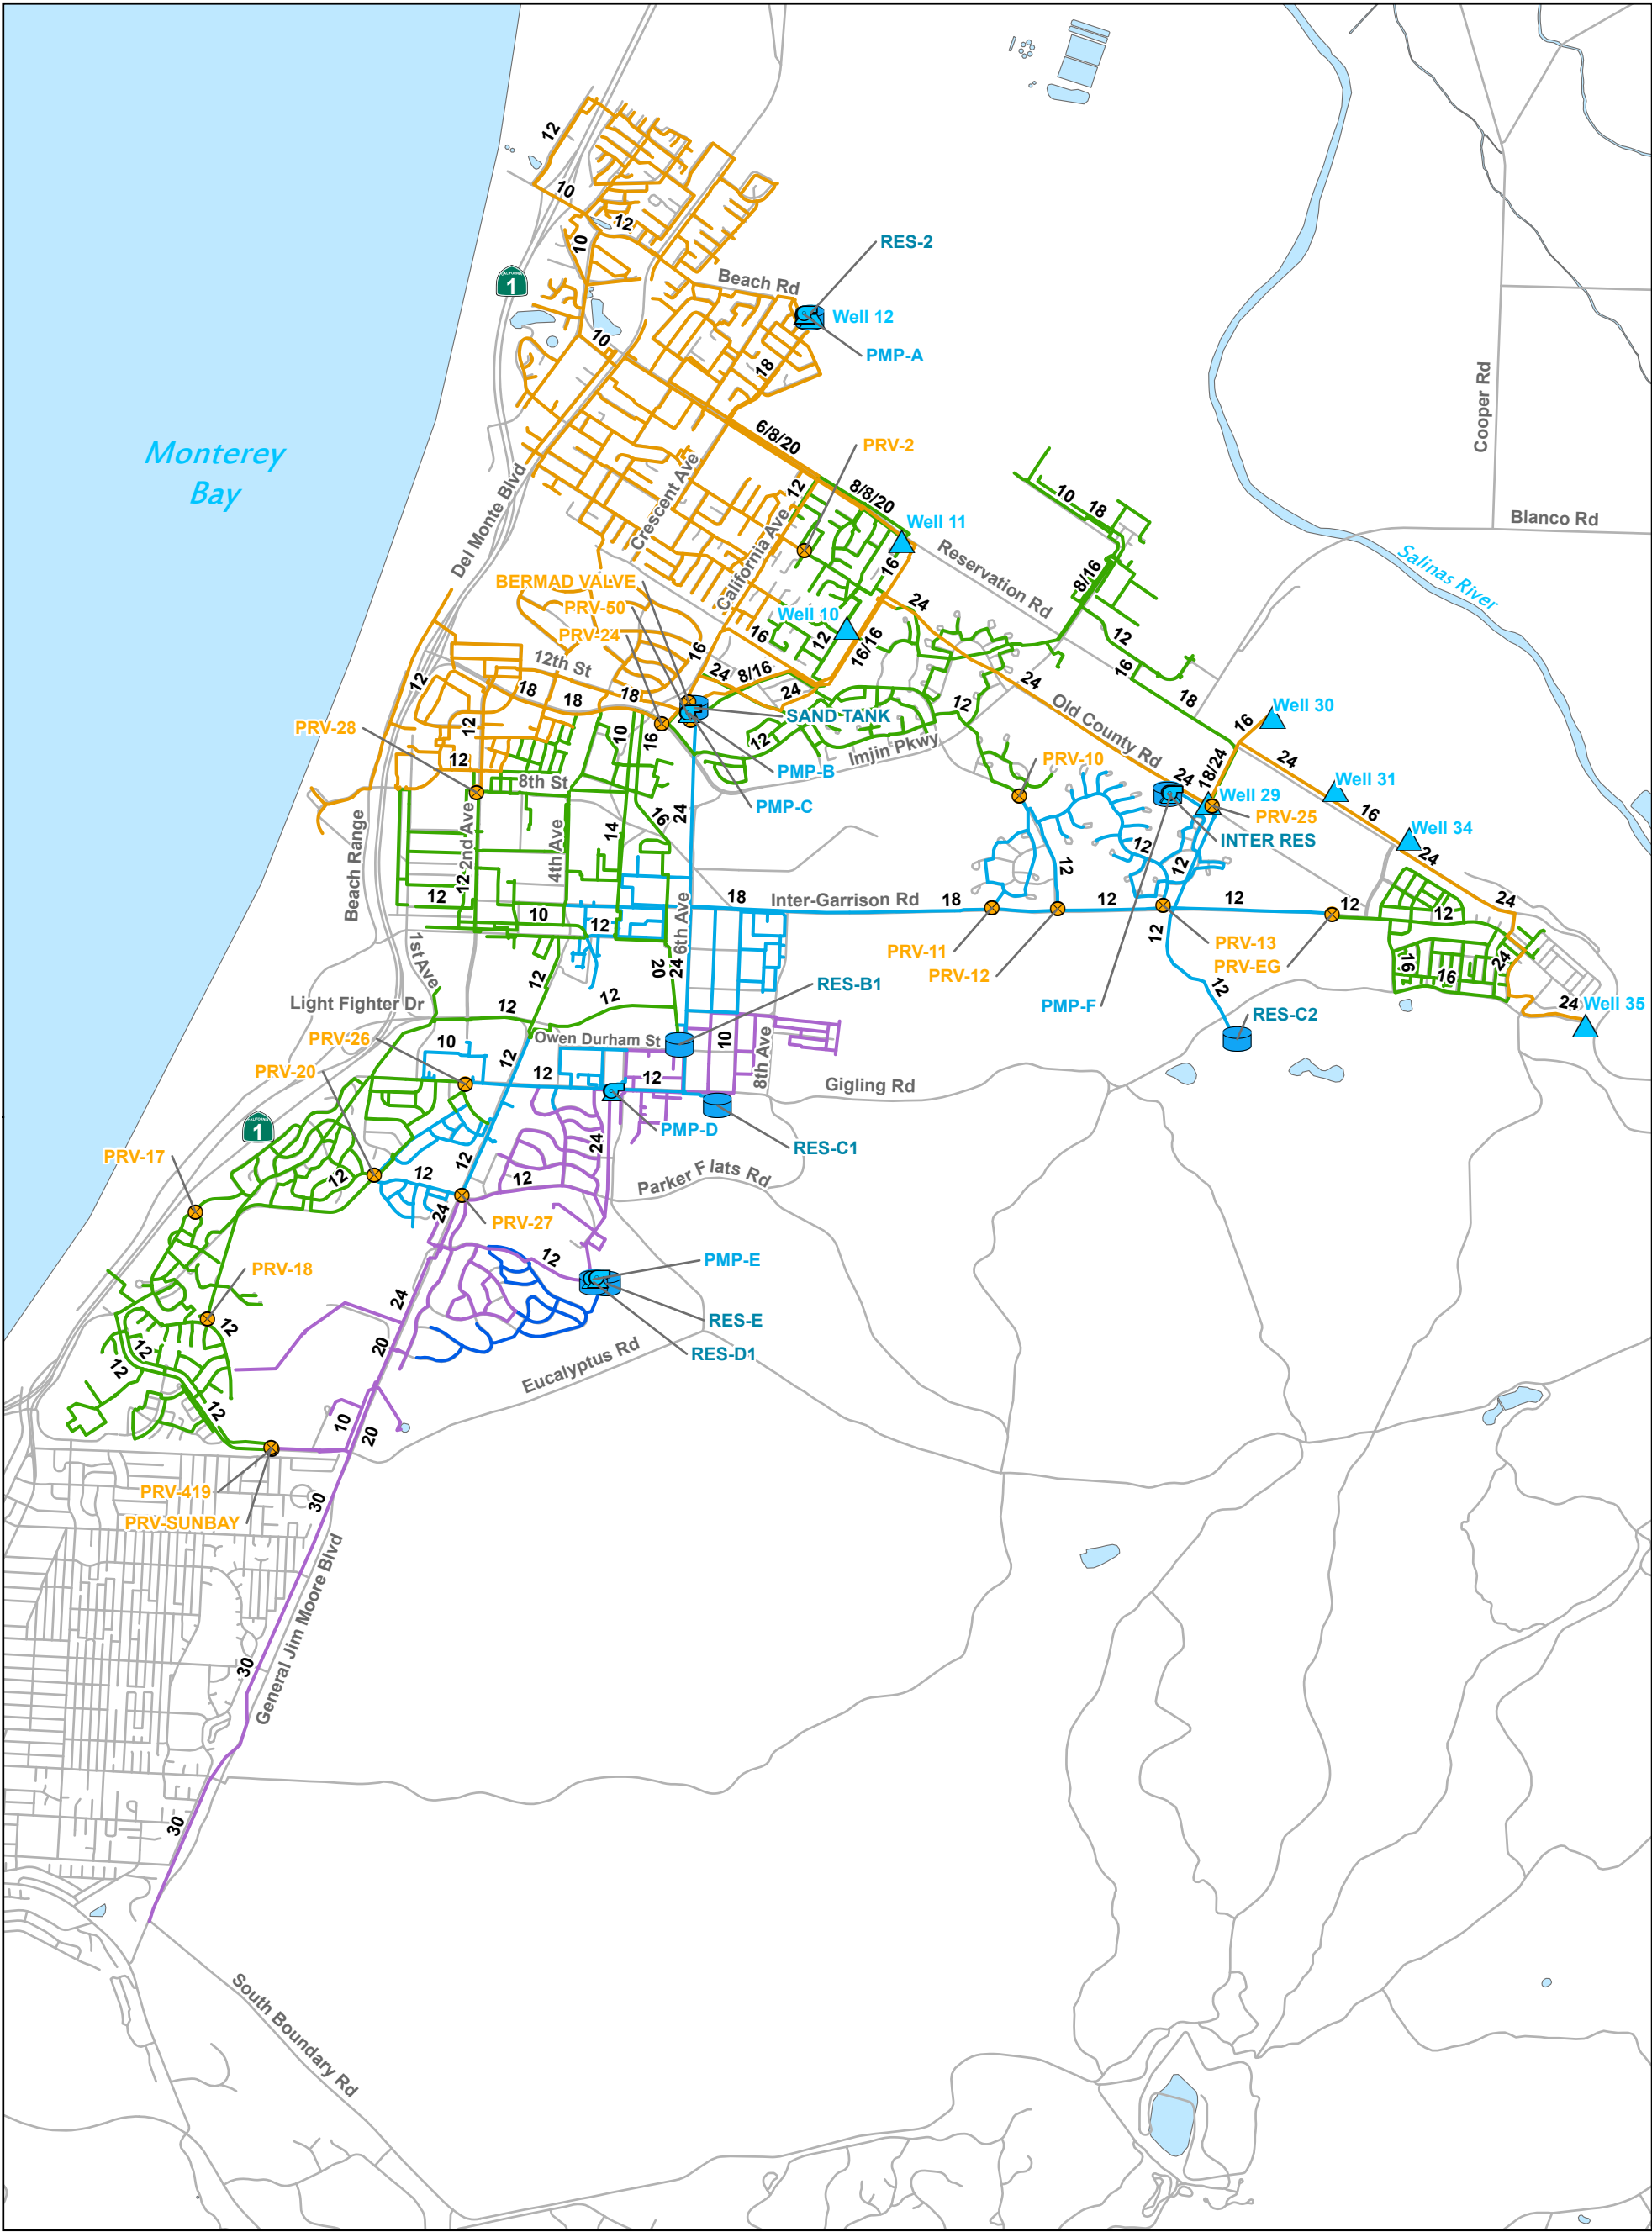 12
10
12
10
RES-2
Beach Rd
CALIFORNIA
1
Well 12
10
PMP-A
18
Cooper Rd
6/8/20
PRV-2
Monterey
Bay
12
8/8/20
10
18
Crescent Ave
Del Monte Blvd
Well 11
Blanco Rd
California Ave
Reservation Rd
Salinas River
16
BERMAD VALVE
8/16
PRV-50
24
Well 10
PRV-24
16
12
16/16
12
16
12th St
16
24
8/16
24
12
18
18
18
24
18
12
Old County Rd
SAND TANK
Well 30
PRV-28
12
10
16
12
16
Imjin Pkwy
12
PRV-10
24
PMP-B
24
18/24
Well 31
8th St
Well 29
PMP-C
PRV-25
24
16
16
Well 34
Beach Range
2nd Ave
4th Ave
14
INTER RES
12
12
24
12
12
12
18
Inter-Garrison Rd
18
12
12
12
24
10
12
12
6th Ave
PRV-11
12
PRV-13
PRV-EG
16
16
24
1st Ave
12
20
24
PRV-12
12
24
Well 35
Light Fighter Dr
12
12
RES-B1
PMP-F
RES-C2
PRV-26
10
Owen Durham St
10
8th Ave
PRV-20
12
12
12
Gigling Rd
CALIFORNIA
1
PMP-D
RES-C1
PRV-17
24
12
12
12
12
Parker Flats Rd
24
PRV-27
12
PMP-E
PRV-18
24
RES-E
12
12
12
20
RES-D1
Eucalyptus Rd
12
10
20
PRV-419
30
PRV-SUNBAY
General Jim Moore Blvd
30
30
South Boundary Rd